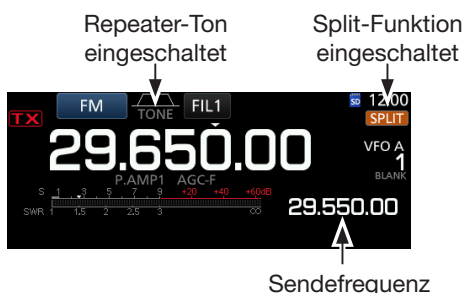 Repeater-Ton
eingeschaltet
Split-Funktion
eingeschaltet
TX
FM
TONE
FIL1
SD
12:00
SPLIT
29.650.00
VFO A
1
BLANK
P.AMP1 AGC-F
S 1 3 5 7 9 +20 +40 +60dB
SWR 1 1.5 2 2.5 3 ∞
29.550.00
Sendefrequenz